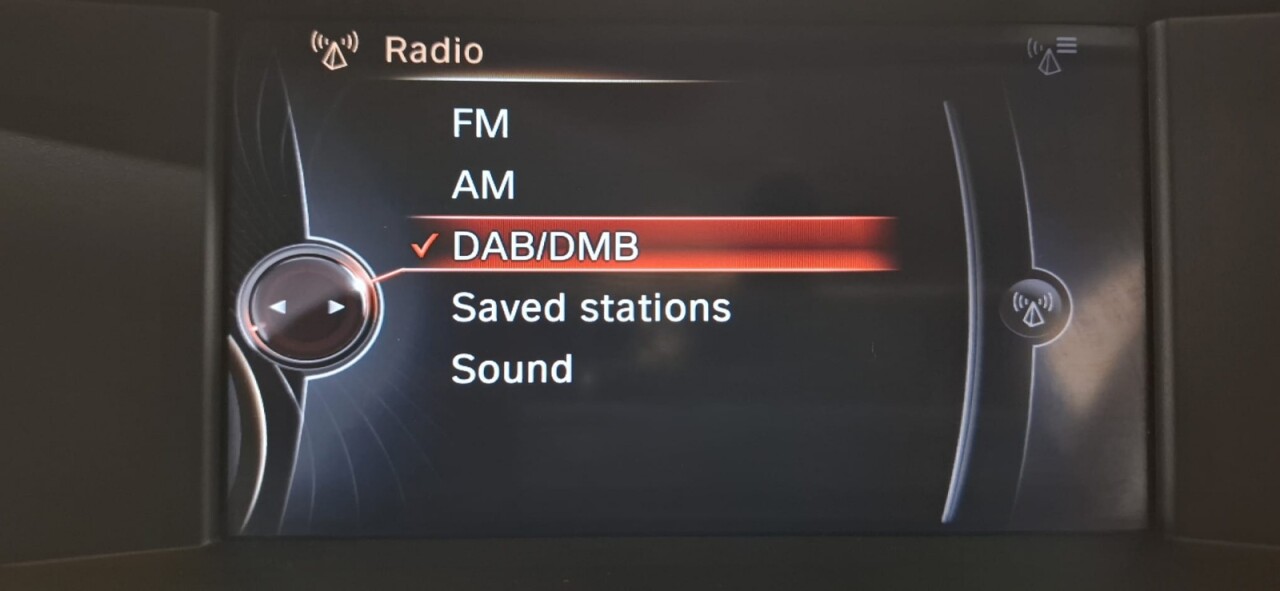 Radio
FM
AM
DAB/DMB
Saved stations
Sound